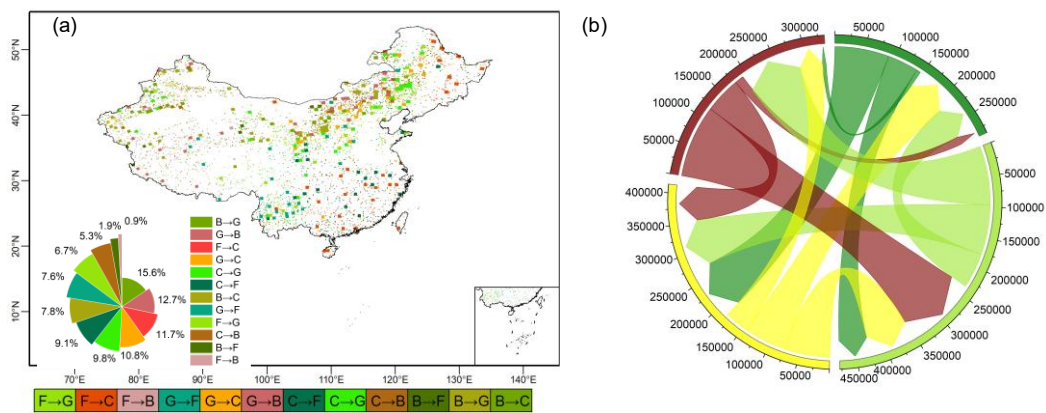 (a)
50°N
40°N
30°N
20°N
10°N
0.9%
1.9%
5.3%
6.7%
7.6%
7.8%
9.1%
9.8%
10.8%
11.7%
12.7%
15.6%
B→G
G→B
F→C
G→C
C→G
C→F
B→C
G→F
F→G
C→B
B→F
F→B
70°E 80°E 90°E 100°E 110°E 120°E 130°E 140°E
F→G F→C F→B G→F G→C G→B C→F C→G C→B B→F B→G B→C
(b)
50000
100000
150000
200000
250000
50000
100000
150000
200000
250000
300000
350000
400000
450000
50000
100000
150000
200000
250000
300000
350000
400000
50000
100000
150000
200000
250000
300000